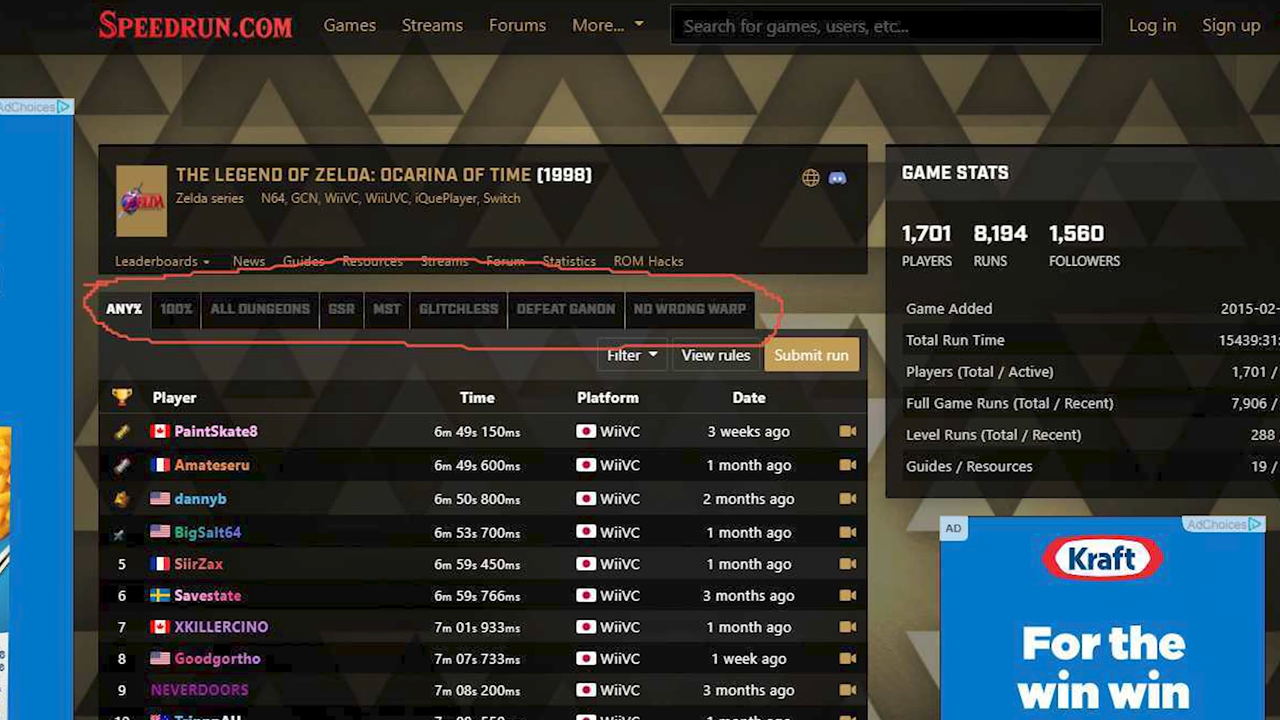 SPEEDRUN.COM Games Streams Forums More... Search for games, users, etc... Log in Sign up
AdChoices
THE LEGEND OF ZELDA: OCARINA OF TIME (1998)
Zelda series N64, GCN, WiiVC, WiiUVC, iQuePlayer, Switch
ZELDA
Leaderboards News Guides Resources Streams Forum Statistics ROM Hacks
ANY% 100% ALL DUNGEONS GSR MST GLITCHLESS DEFEAT GANON NO WRONG WARP
Filter View rules Submit run
Player Time Platform Date
PaintSkate8 6m 49s 150ms WiiVC 3 weeks ago
Amateseru 6m 49s 600ms WiiVC 1 month ago
dannyb 6m 50s 800ms WiiVC 2 months ago
BigSalt64 6m 53s 700ms WiiVC 1 month ago
5 SiirZax 6m 59s 450ms WiiVC 1 month ago
6 Savestate 6m 59s 766ms WiiVC 3 months ago
7 XKILLERCINO 7m 01s 933ms WiiVC 1 month ago
8 Goodgortho 7m 07s 733ms WiiVC 1 week ago
9 NEVERDOORS 7m 08s 200ms WiiVC 3 months ago
GAME STATS
1,701 8,194 1,560
PLAYERS RUNS FOLLOWERS
Game Added 2015-02-
Total Run Time 15439:31:
Players (Total / Active) 1,701 /
Full Game Runs (Total / Recent) 7,906 /
Level Runs (Total / Recent) 288
Guides / Resources 19 /
AD AdChoices
Kraft
For the
win win